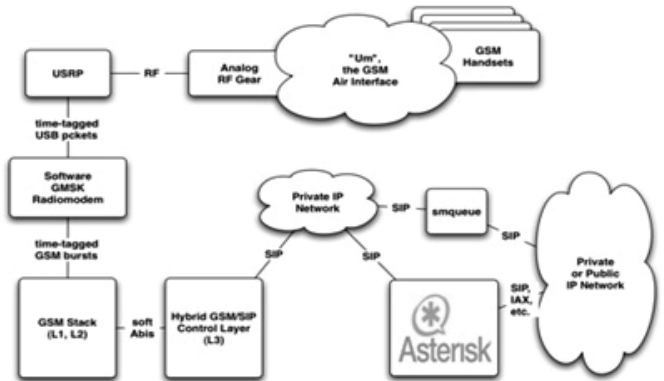 USRP
RF
Analog
RF Gear
"Um",
the GSM
Air Interface
GSM
Handsets
time-tagged
USB pckets
Software
GMSK
Radiomodem
time-tagged
GSM bursts
GSM Stack
(L1, L2)
soft
Abis
Hybrid GSM/SIP
Control Layer
(L3)
SIP
Private IP
Network
SIP
smqueue
SIP
SIP
Asterisk
SIP,
IAX,
etc.
Private
or Public
IP Network